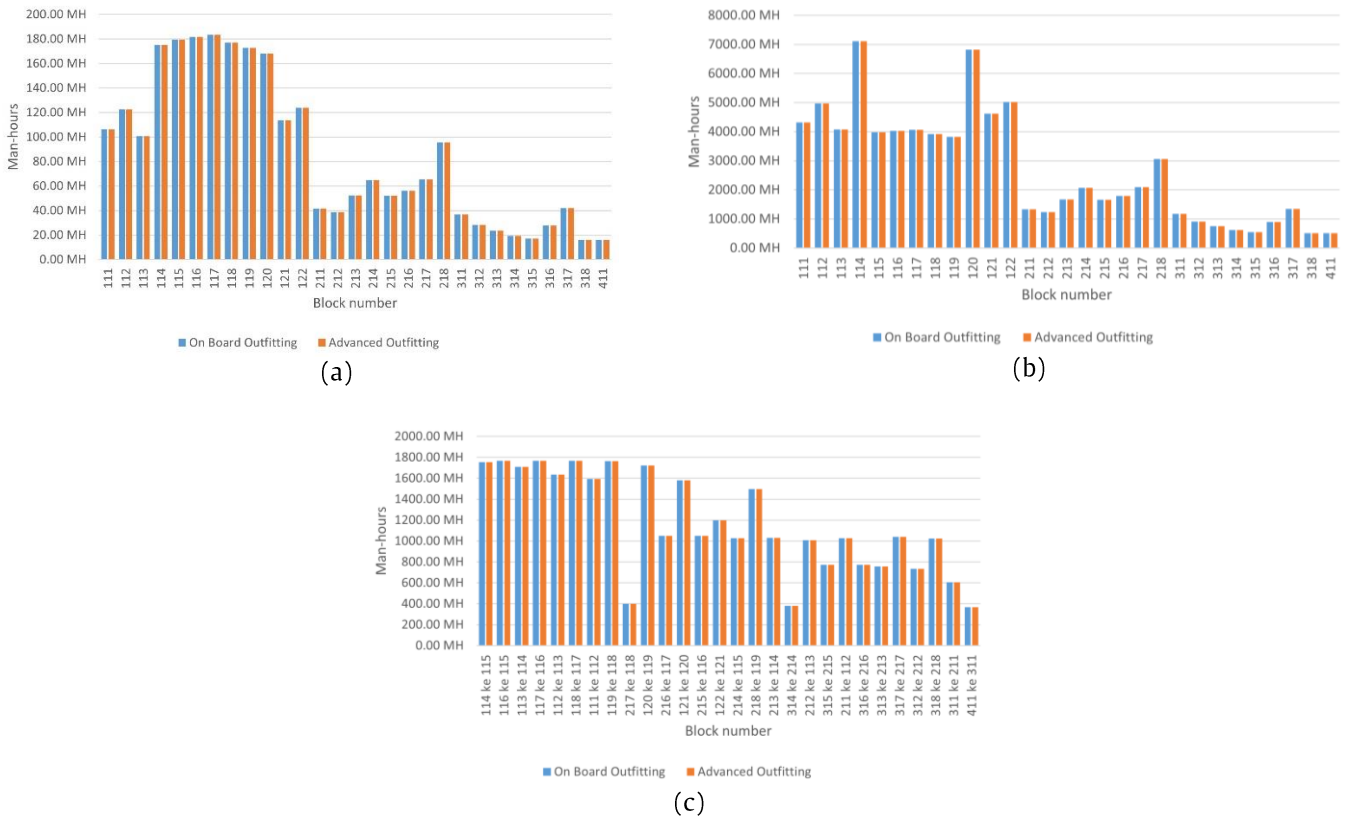 200.00 MH
180.00 MH
160.00 MH
140.00 MH
120.00 MH
100.00 MH
80.00 MH
60.00 MH
40.00 MH
20.00 MH
0.00 MH
Man-hours
111 112 113 114 115 116 117 118 119 120 121 122 211 212 213 214 215 216 217 218 311 312 313 314 315 316 317 318 411
Block number
On Board Outfitting Advanced Outfitting
(a)
8000.00 MH
7000.00 MH
6000.00 MH
5000.00 MH
4000.00 MH
3000.00 MH
2000.00 MH
1000.00 MH
0.00 MH
Man-hours
111 112 113 114 115 116 117 118 119 120 121 122 211 212 213 214 215 216 217 218 311 312 313 314 315 316 317 318 411
Block number
On Board Outfitting Advanced Outfitting
(b)
2000.00 MH
1800.00 MH
1600.00 MH
1400.00 MH
1200.00 MH
1000.00 MH
800.00 MH
600.00 MH
400.00 MH
200.00 MH
0.00 MH
Man-hours
114 ke 115
116 ke 115
113 ke 114
117 ke 116
112 ke 113
118 ke 117
111 ke 112
119 ke 118
217 ke 118
120 ke 119
216 ke 117
121 ke 120
215 ke 116
122 ke 121
214 ke 115
218 ke 119
213 ke 114
314 ke 214
212 ke 113
315 ke 215
211 ke 112
316 ke 216
313 ke 213
317 ke 217
312 ke 212
318 ke 218
311 ke 211
411 ke 311
Block number
On Board Outfitting Advanced Outfitting
(c)